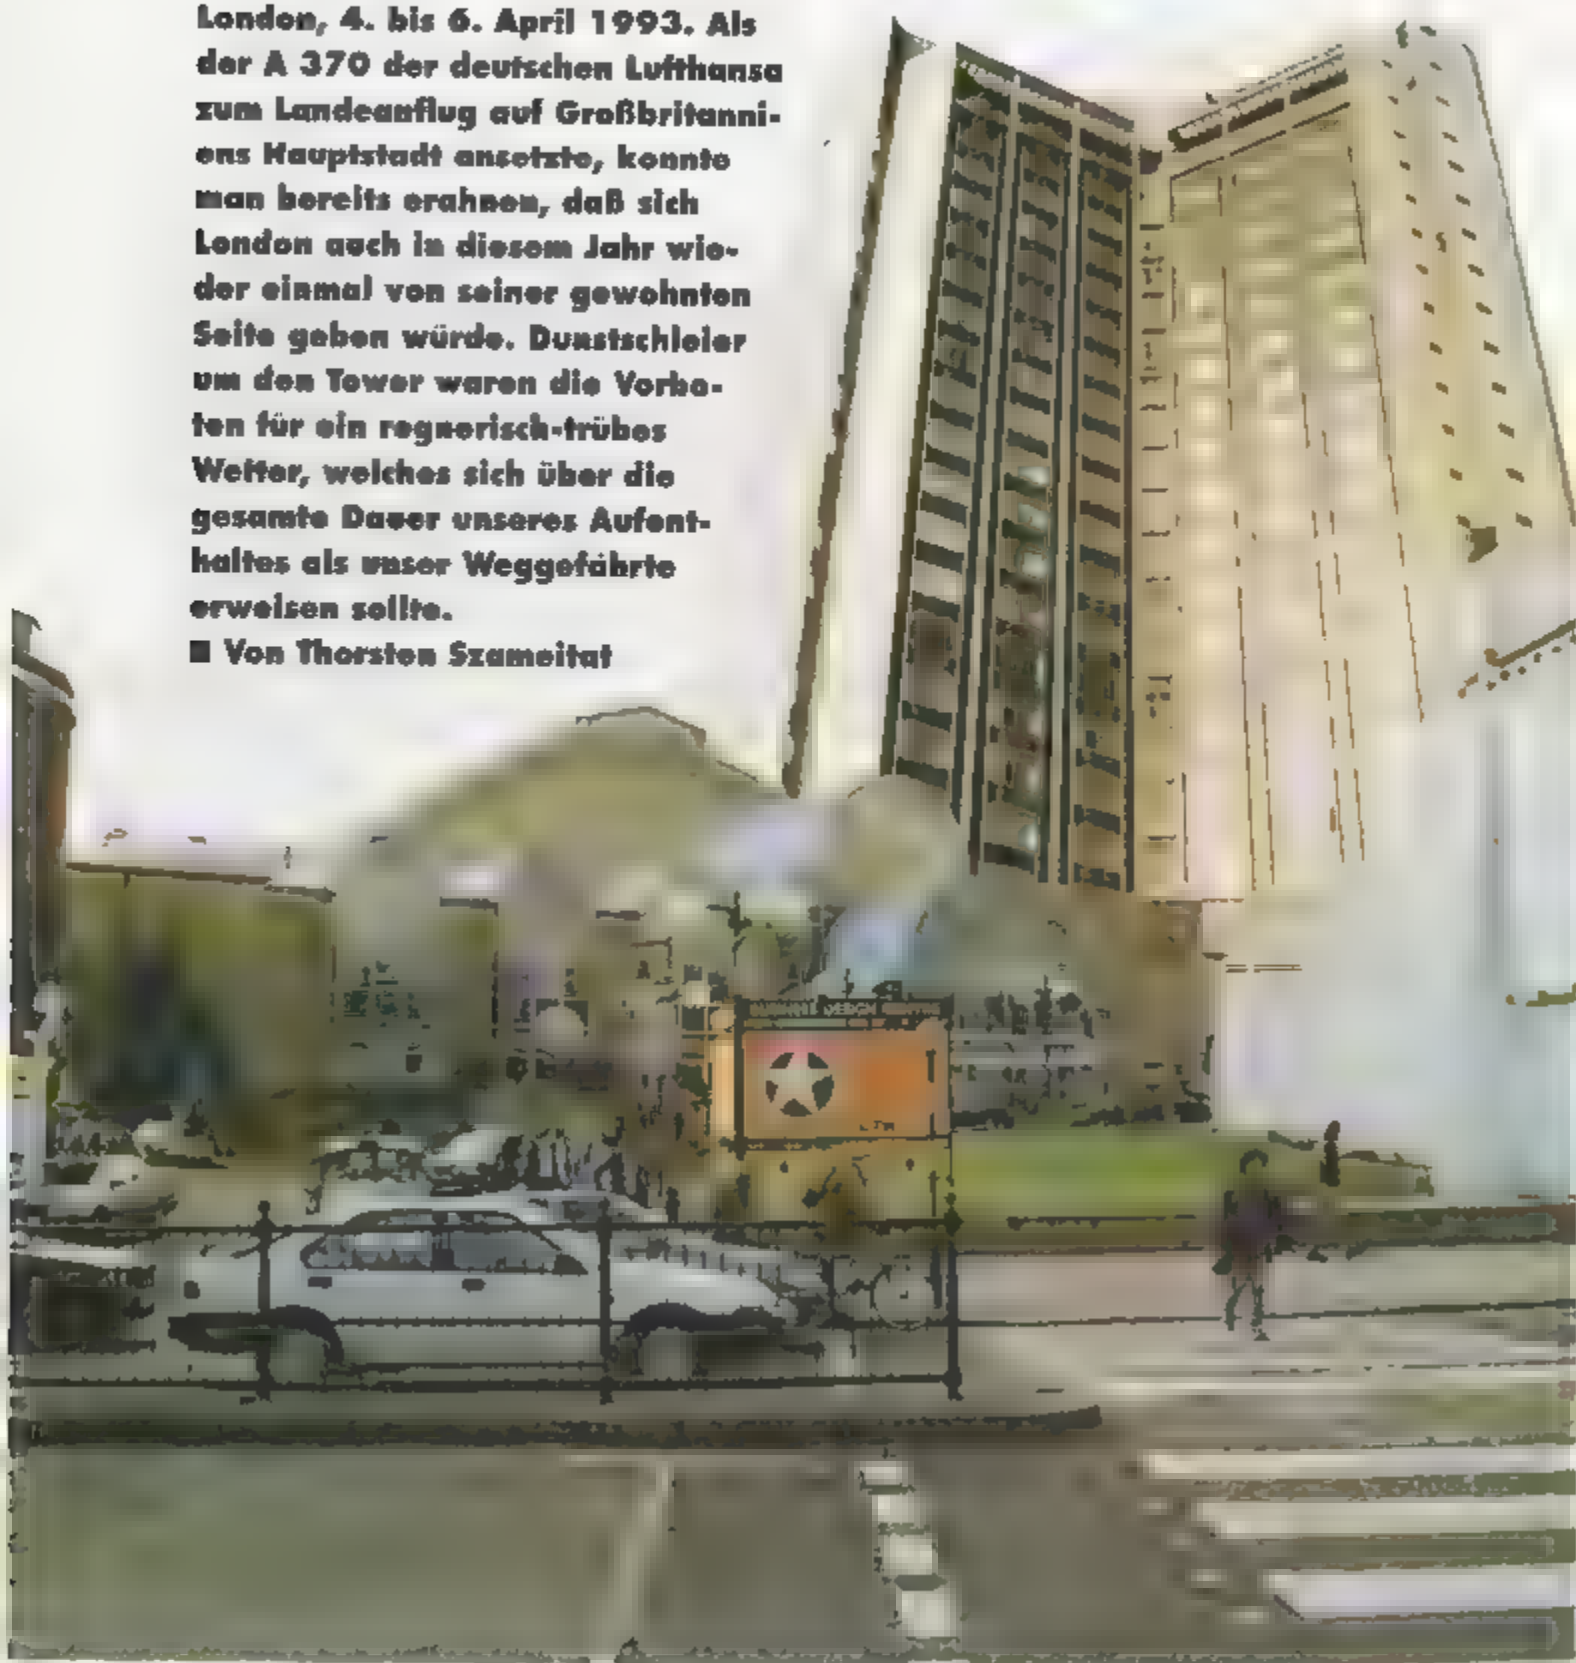 London, 4. bis 6. April 1993. Als
der A 370 der deutschen Lufthansa
zum Landeanflug auf Großbritanni-
ens Hauptstadt ansetzte, konnte
man bereits erahnen, daß sich
London auch in diesem Jahr wie-
der einmal von seiner gewohnten
Seite geben würde. Dunstschleier
um den Tower waren die Vorbo-
ten für ein regnerisch-trübes
Wetter, welches sich über die
gesamte Dauer unseres Aufent-
haltes als unser Weggefährte
erweisen sollte.
■ Von Thorsten Szameitat